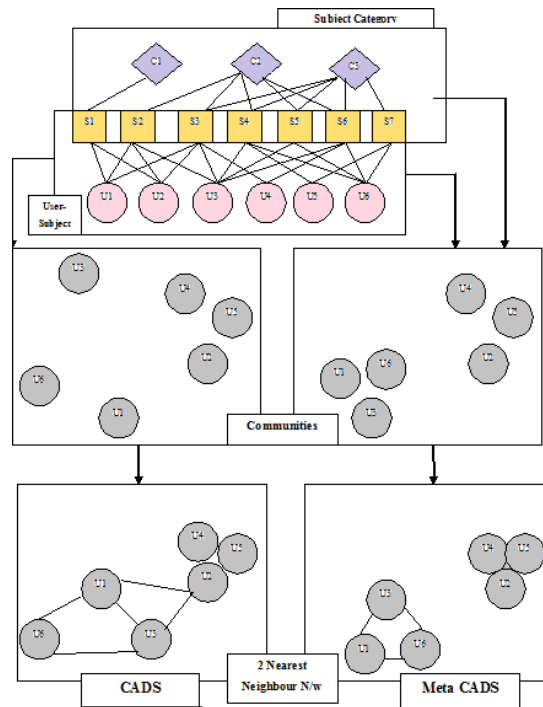 Subject Category
C1 C2 C3
S1 S2 S3 S4 S5 S6 S7
U1 U2 U3 U4 U5 U6
User-
Subject
U3
U4
U5
U2
U6
U1
U4
U5
U2
U1
U6
U3
Communities
U4
U5
U2
U1
U6
U3
U4
U5
U2
U3
U1
U6
2 Nearest
Neighbour N/w
CADS
Meta CADS